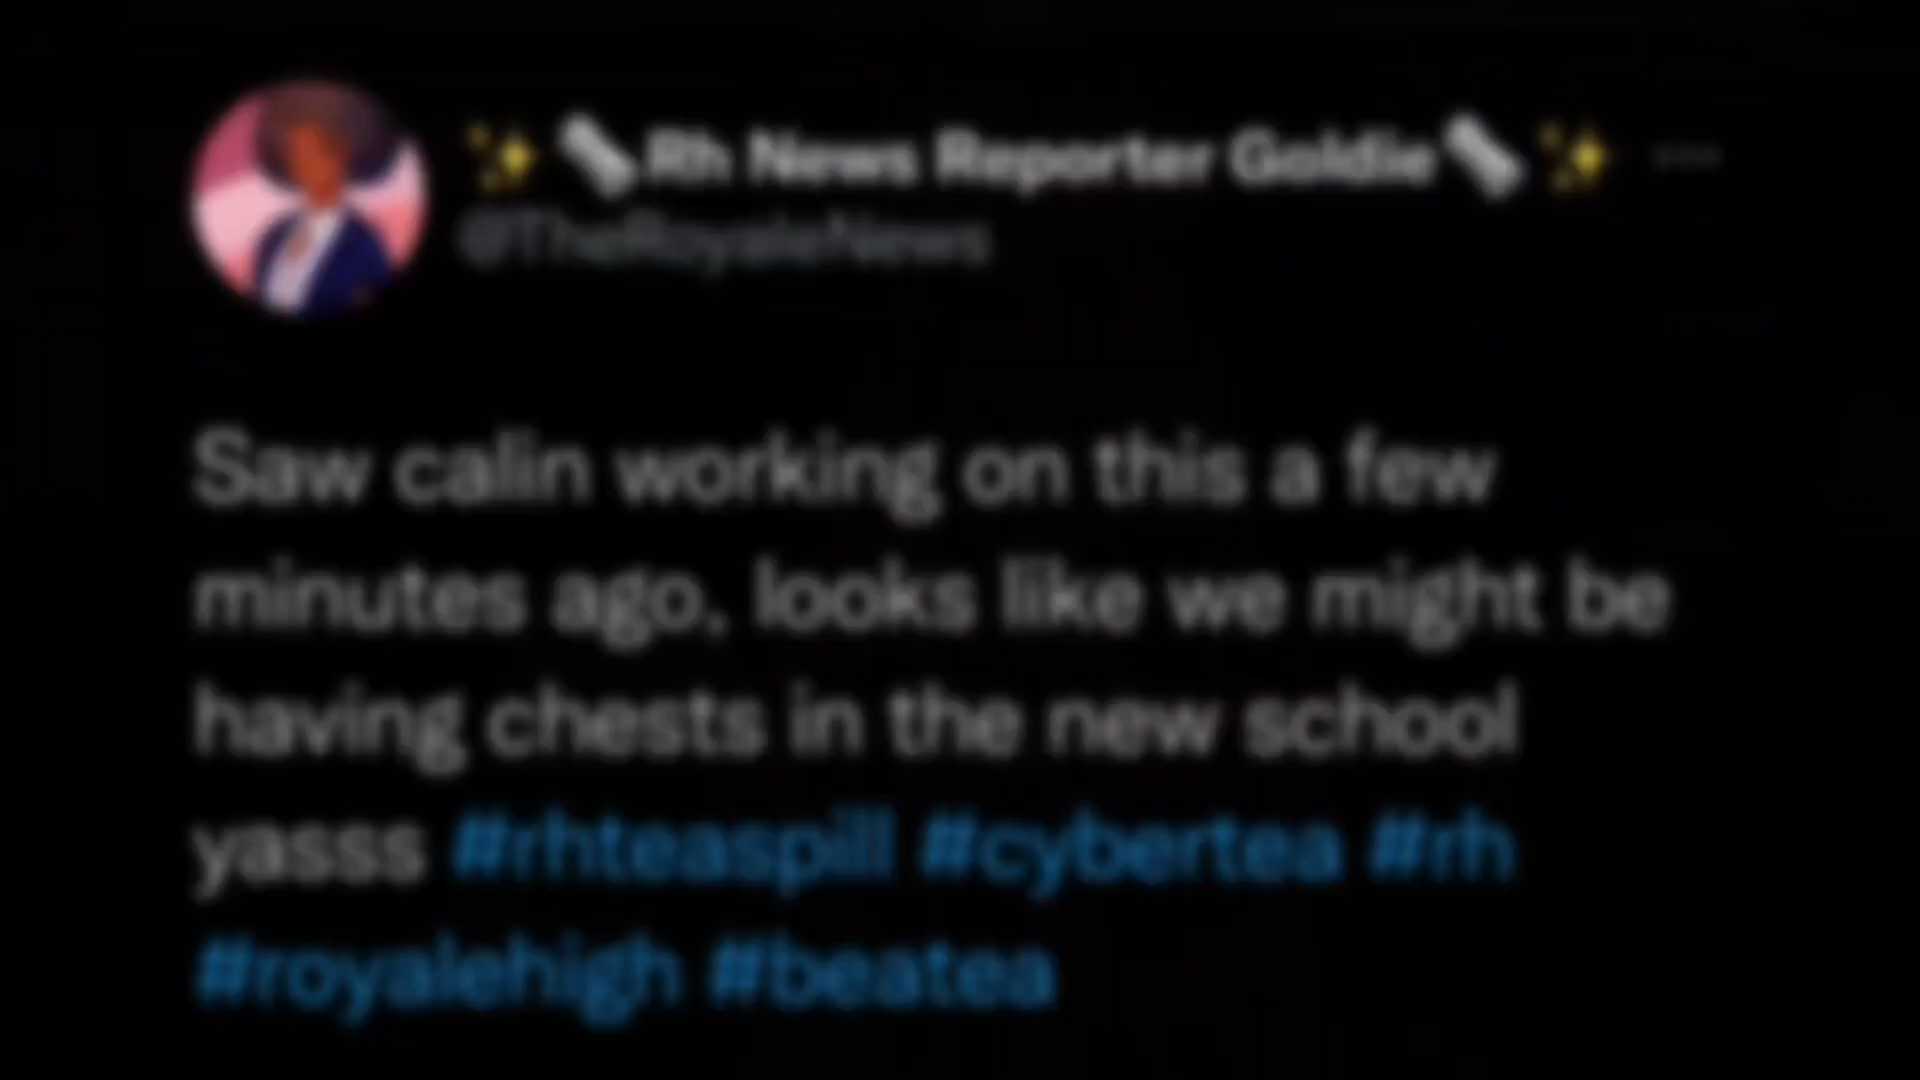 ✨🦴Rh News Reporter Goldie🦴✨
@TheRoyaleNews
Saw calin working on this a few
minutes ago, looks like we might be
having chests in the new school
yasss #rhteaspill #cybertea #rh
#royalehigh #beatea